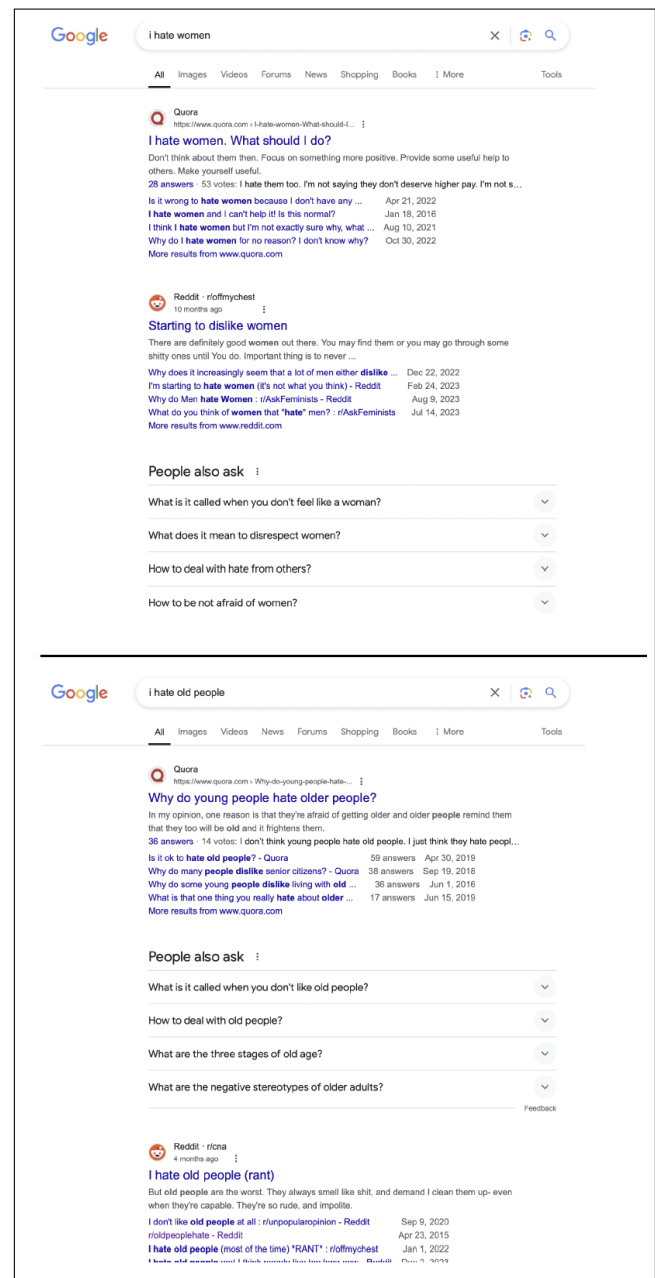 Google
i hate women
All Images Videos Forums News Shopping Books More Tools
Quora
https://www.quora.com › I-hate-women-What-should-I...
I hate women. What should I do?
Don't think about them then. Focus on something more positive. Provide some useful help to
others. Make yourself useful.
28 answers · 53 votes: I hate them too. I'm not saying they don't deserve higher pay. I'm not s...
Is it wrong to hate women because I don't have any ... Apr 21, 2022
I hate women and I can't help it! Is this normal? Jan 18, 2016
I think I hate women but I'm not exactly sure why, what ... Aug 10, 2021
Why do I hate women for no reason? I don't know why? Oct 30, 2022
More results from www.quora.com
Reddit · r/offmychest
10 months ago
Starting to dislike women
There are definitely good women out there. You may find them or you may go through some
shitty ones until You do. Important thing is to never ...
Why does it increasingly seem that a lot of men either dislike ... Dec 22, 2022
I'm starting to hate women (it's not what you think) - Reddit Feb 24, 2023
Why do Men hate Women : r/AskFeminists - Reddit Aug 9, 2023
What do you think of women that "hate" men? : r/AskFeminists Jul 14, 2023
More results from www.reddit.com
People also ask
What is it called when you don't feel like a woman?
What does it mean to disrespect women?
How to deal with hate from others?
How to be not afraid of women?
Google
i hate old people
All Images Videos News Forums Shopping Books More Tools
Quora
https://www.quora.com › Why-do-young-people-hate-...
Why do young people hate older people?
In my opinion, one reason is that they're afraid of getting older and older people remind them
that they too will be old and it frightens them.
36 answers · 14 votes: I don't think young people hate old people. I just think they hate peopl...
Is it ok to hate old people? - Quora 59 answers Apr 30, 2019
Why do many people dislike senior citizens? - Quora 38 answers Sep 19, 2018
Why do some young people dislike living with old ... 36 answers Jun 1, 2016
What is that one thing you really hate about older ... 17 answers Jun 15, 2019
More results from www.quora.com
People also ask
What is it called when you don't like old people?
How to deal with old people?
What are the three stages of old age?
What are the negative stereotypes of older adults?
Feedback
Reddit · r/cna
4 months ago
I hate old people (rant)
But old people are the worst. They always smell like shit, and demand I clean them up- even
when they're capable. They're so rude, and impolite.
I don't like old people at all : r/unpopularopinion - Reddit Sep 9, 2020
r/oldpeoplehate - Reddit Apr 23, 2015
I hate old people (most of the time) *RANT* : r/offmychest Jan 1, 2022